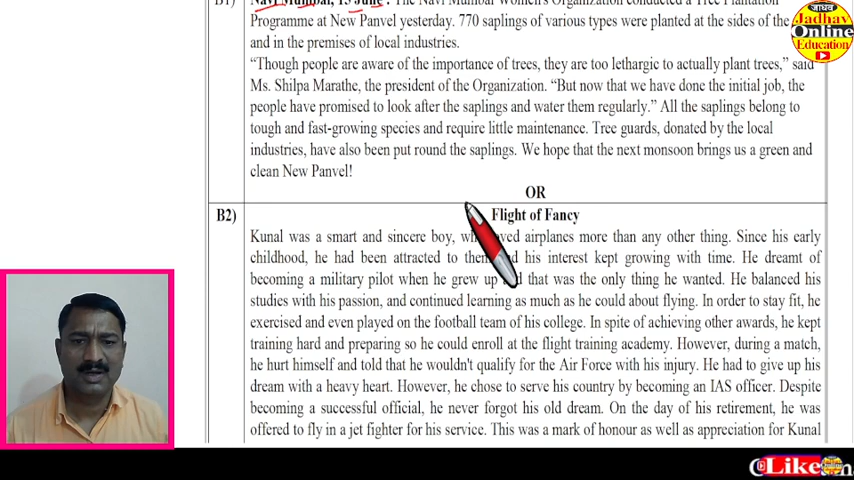 B1) Navi Mumbai, 15 June : The Navi Mumbai Women's Organization conducted a Tree Plantation
Programme at New Panvel yesterday. 770 saplings of various types were planted at the sides of the
and in the premises of local industries.
“Though people are aware of the importance of trees, they are too lethargic to actually plant trees,” said
Ms. Shilpa Marathe, the president of the Organization. “But now that we have done the initial job, the
people have promised to look after the saplings and water them regularly.” All the saplings belong to
tough and fast-growing species and require little maintenance. Tree guards, donated by the local
industries, have also been put round the saplings. We hope that the next monsoon brings us a green and
clean New Panvel!
OR
B2) Flight of Fancy
Kunal was a smart and sincere boy, airplanes more than any other thing. Since his early
childhood, he had been attracted to his interest kept growing with time. He dreamt of
becoming a military pilot when he grew up that was the only thing he wanted. He balanced his
studies with his passion, and continued learning as much as he could about flying. In order to stay fit, he
exercised and even played on the football team of his college. In spite of achieving other awards, he kept
training hard and preparing so he could enroll at the flight training academy. However, during a match,
he hurt himself and told that he wouldn't qualify for the Air Force with his injury. He had to give up his
dream with a heavy heart. However, he chose to serve his country by becoming an IAS officer. Despite
becoming a successful official, he never forgot his old dream. On the day of his retirement, he was
offered to fly in a jet fighter for his service. This was a mark of honour as well as appreciation for Kunal
जाधव
Jadhav
Online
Education
Like